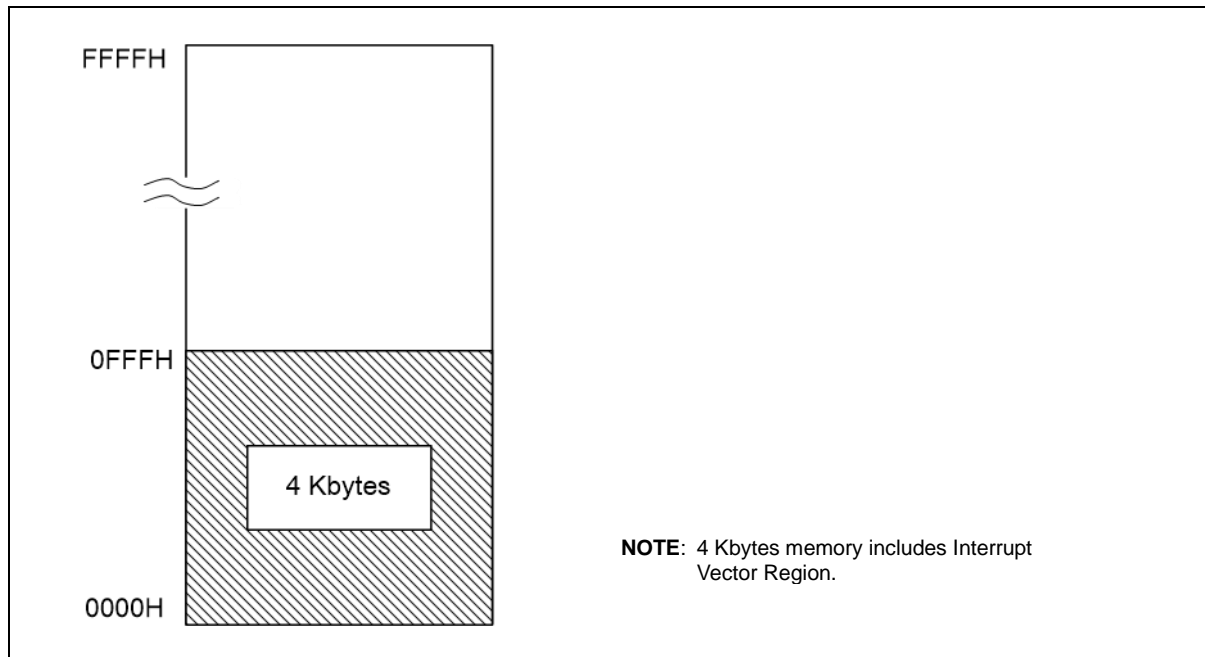 FFFFH
0FFFH
4 Kbytes
0000H
NOTE: 4 Kbytes memory includes Interrupt
Vector Region.